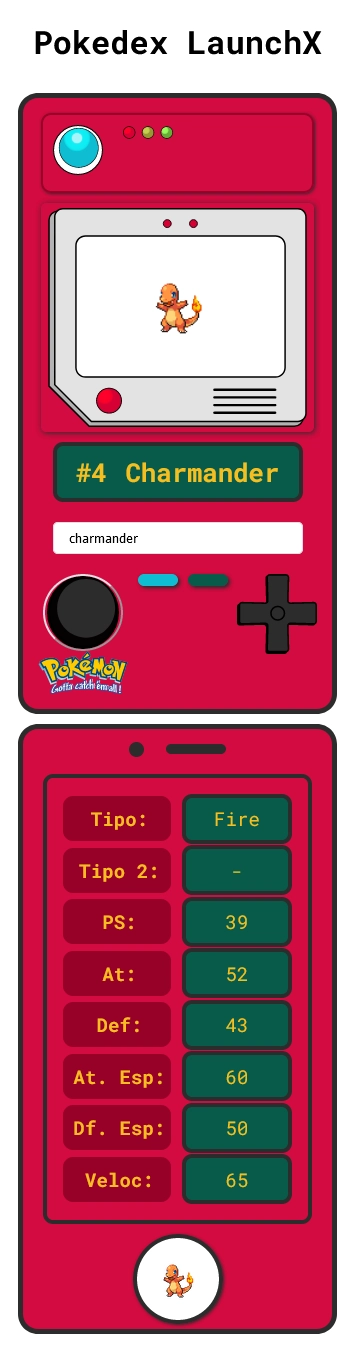 Pokedex LaunchX
#4 Charmander
charmander
POKéMON
Gotta catch 'em all!
Tipo: Fire
Tipo 2: -
PS: 39
At: 52
Def: 43
At. Esp: 60
Df. Esp: 50
Veloc: 65